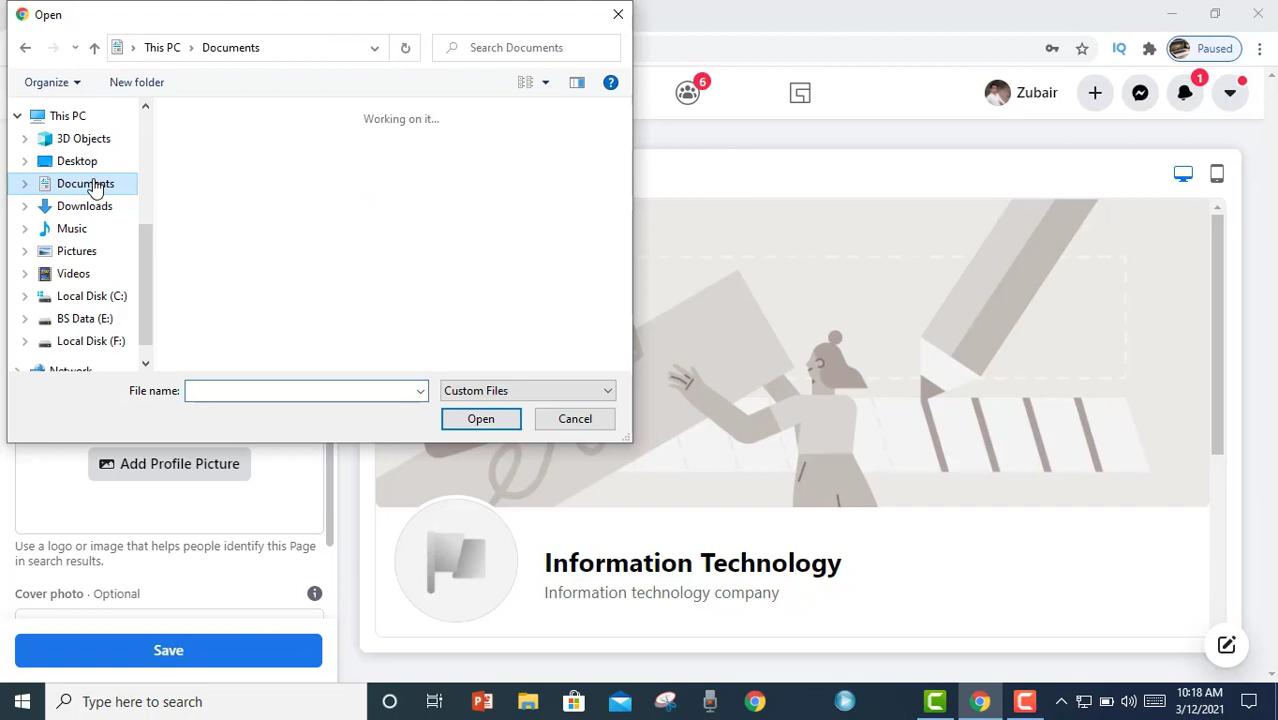 Open
This PC
Documents
Search Documents
Organize
New folder
This PC
3D Objects
Desktop
Documents
Downloads
Music
Pictures
Videos
Local Disk (C:)
BS Data (E:)
Local Disk (F:)
Network
Working on it...
File name:
Custom Files
Open
Cancel
IQ
Paused
6
Zubair
1
Add Profile Picture
Use a logo or image that helps people identify this Page
in search results.
Cover photo · Optional
Save
Information Technology
Information technology company
Type here to search
10:18 AM
3/12/2021